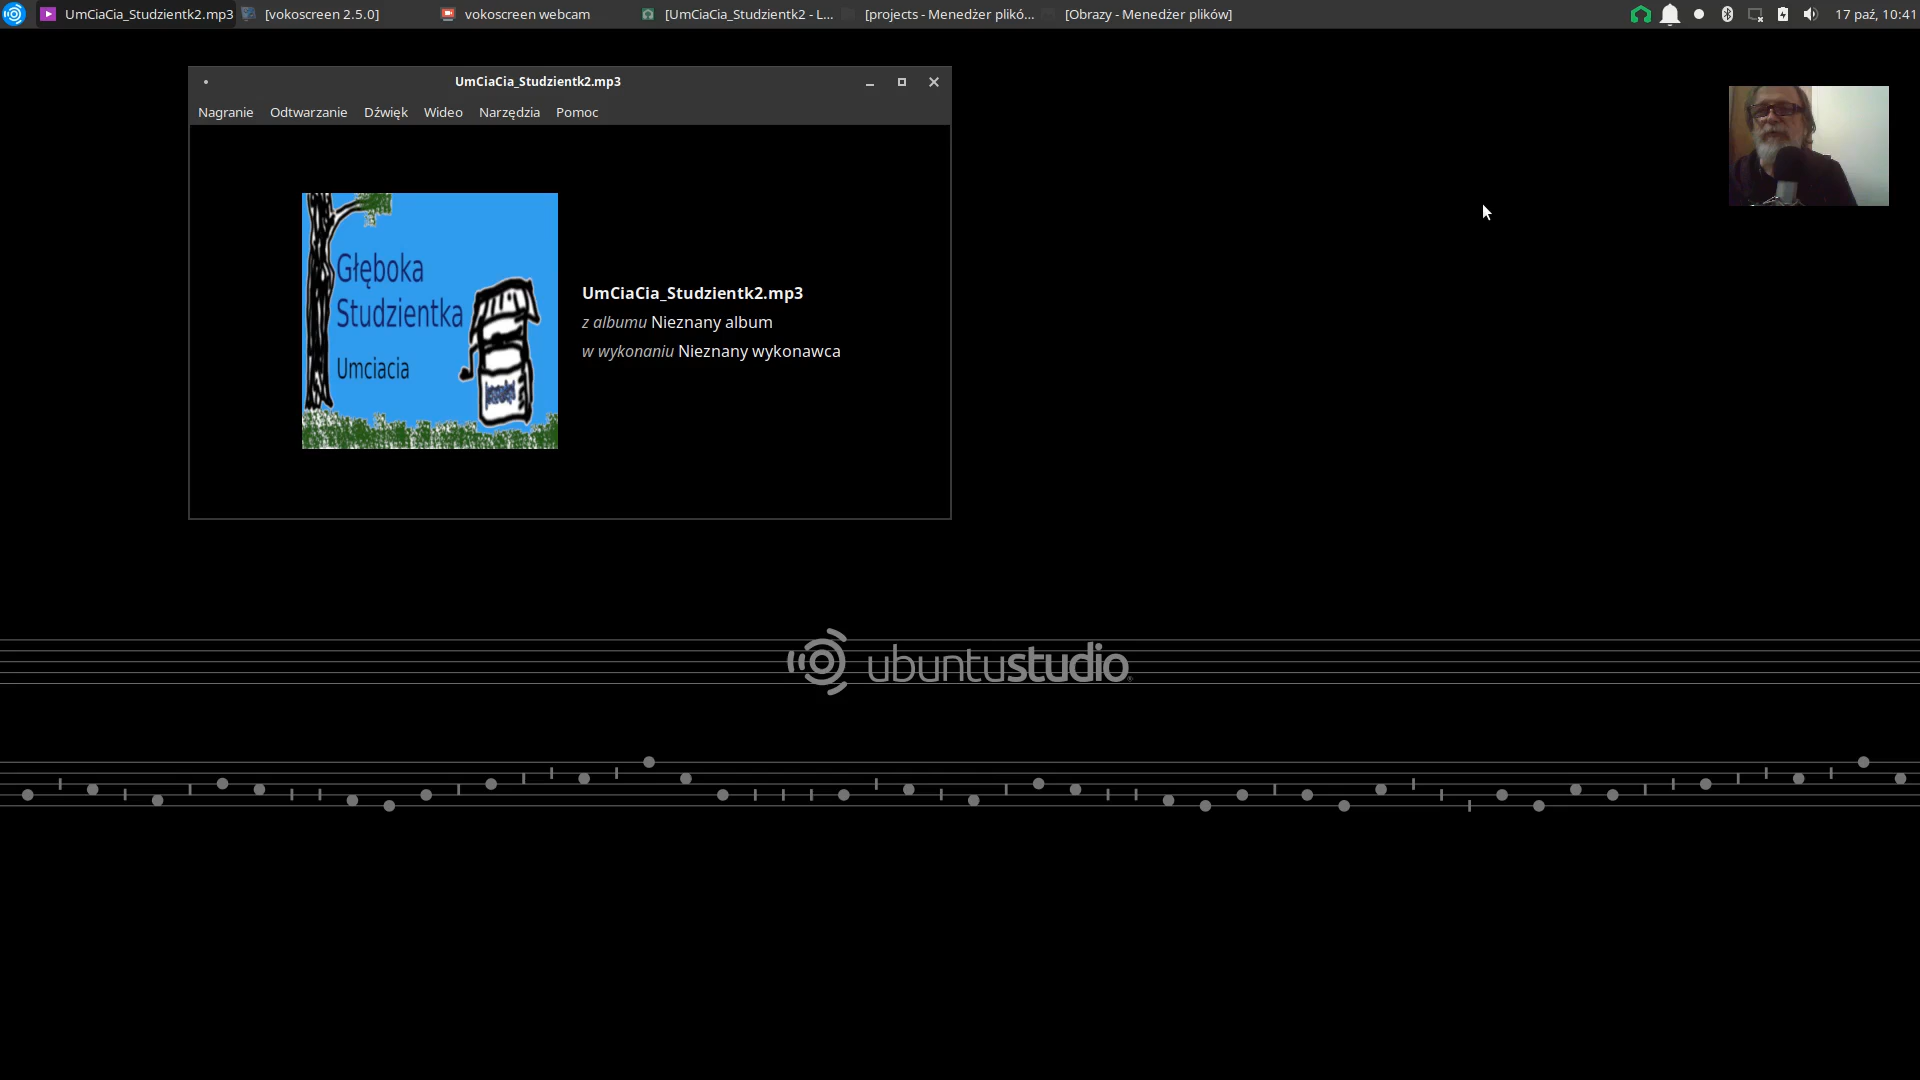 UmCiaCia_Studzientk2.mp3
[vokoscreen 2.5.0]
vokoscreen webcam
[UmCiaCia_Studzientk2 - L...
[projects - Menedżer plikó...
[Obrazy - Menedżer plików]
17 paź, 10:41
UmCiaCia_Studzientk2.mp3
Nagranie Odtwarzanie Dźwięk Wideo Narzędzia Pomoc
Głęboka
Studzientka
Umciacia
UmCiaCia_Studzientk2.mp3
z albumu Nieznany album
w wykonaniu Nieznany wykonawca
ubuntustudio